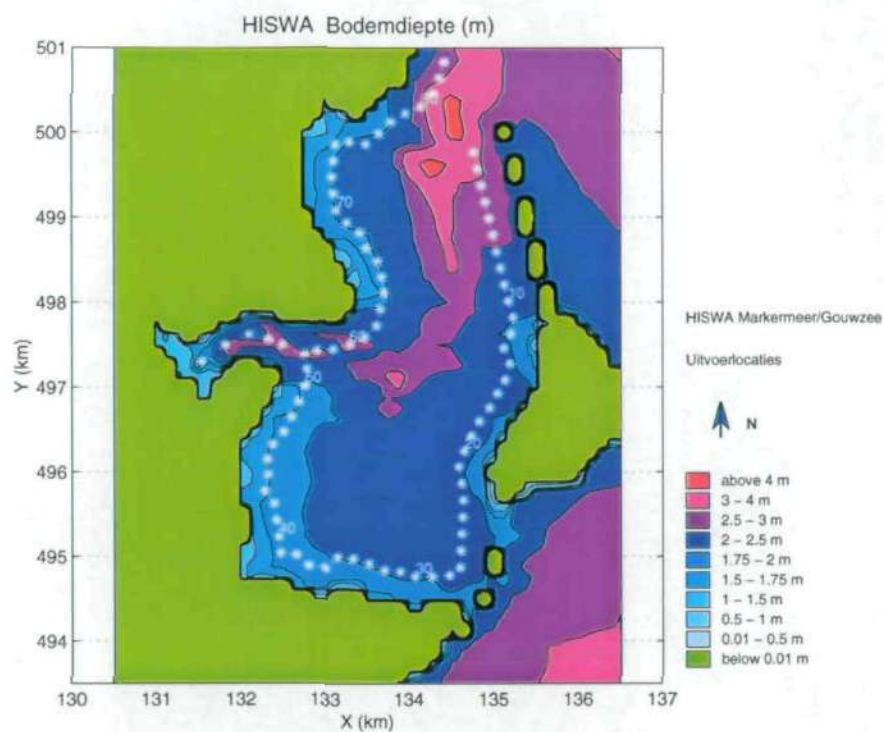 HISWA Bodemdiepte (m)
501
500
499
498
497
496
495
494
Y (km)
130
131
132
133
134
135
136
137
X (km)
70
10
60
50
20
40
30
HISWA Markermeer/Gouwzee
Uitvoerlocaties
N
above 4 m
3 – 4 m
2.5 – 3 m
2 – 2.5 m
1.75 – 2 m
1.5 – 1.75 m
1 – 1.5 m
0.5 – 1 m
0.01 – 0.5 m
below 0.01 m